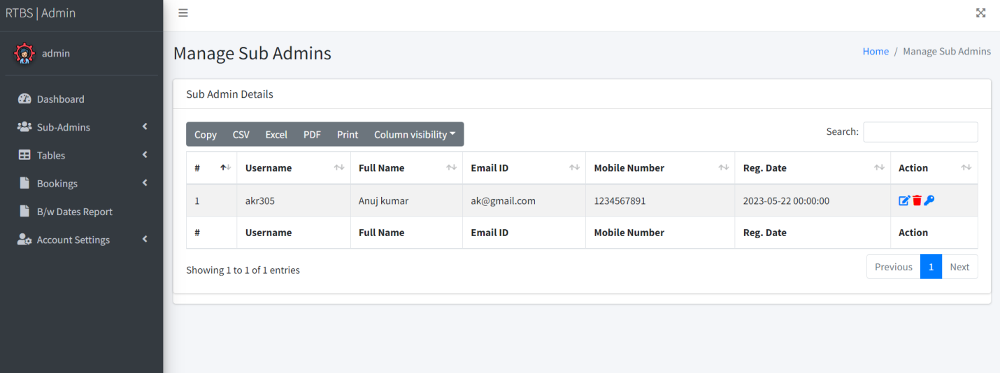 RTBS | Admin
admin
Dashboard
Sub-Admins
Tables
Bookings
B/w Dates Report
Account Settings
Manage Sub Admins
Home / Manage Sub Admins
Sub Admin Details
Copy CSV Excel PDF Print Column visibility
Search:
# Username Full Name Email ID Mobile Number Reg. Date Action
1 akr305 Anuj kumar ak@gmail.com 1234567891 2023-05-22 00:00:00
# Username Full Name Email ID Mobile Number Reg. Date Action
Showing 1 to 1 of 1 entries
Previous 1 Next